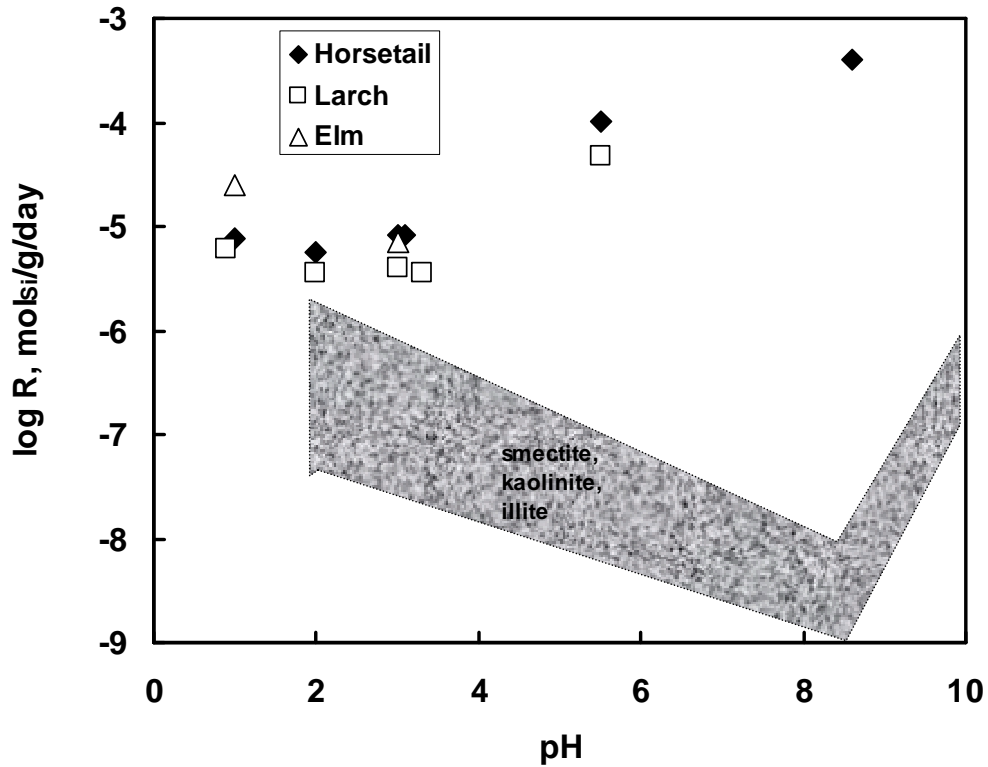 -3
-4
-5
-6
-7
-8
-9
log R, molSi/g/day
Horsetail
Larch
Elm
smectite,
kaolinite,
illite
0 2 4 6 8 10
pH